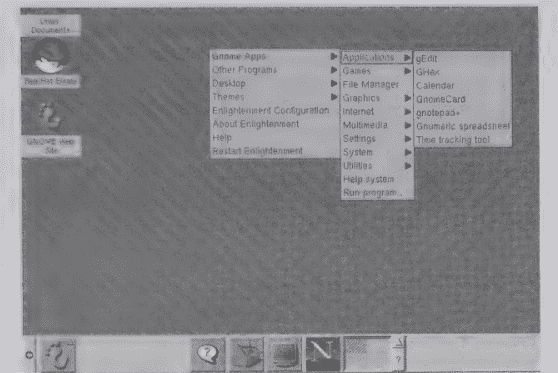 Documents
Red Hat Errata
GNOME Web
Site
Gnome Apps
Other Programs
Desktop
Themes
Enlightenment Configuration
About Enlightenment
Help
Restart Enlightenment
Applications
Games
File Manager
Graphics
Internet
Multimedia
Settings
System
Utilities
Help system
Run program...
gEdit
GHex
Calendar
GnomeCard
gnotepad+
Gnumeric spreadsheet
Time tracking tool
?
N
?